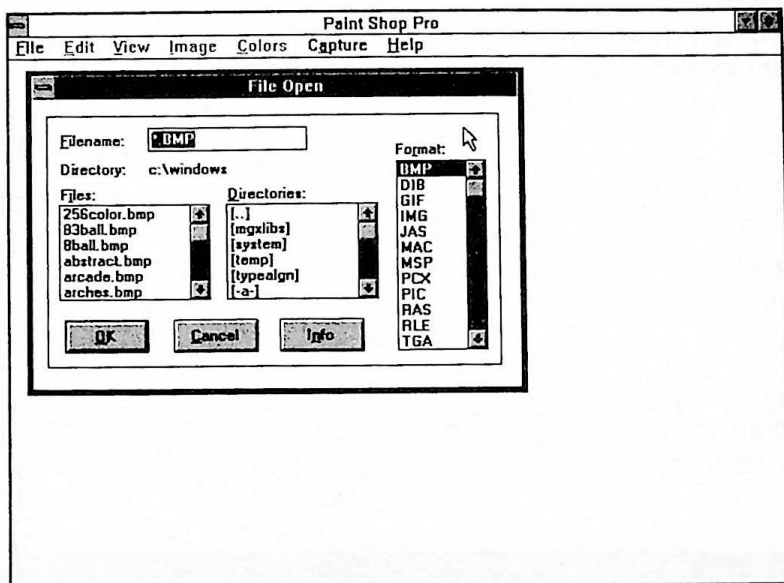 Paint Shop Pro
File Edit View Image Colors Capture Help
File Open
Filename: *.BMP
Directory: c:\windows
Files:
256color.bmp
83ball.bmp
8ball.bmp
abstract.bmp
arcade.bmp
arches.bmp
Directories:
[..]
[mgxlibs]
[system]
[temp]
[typealgn]
[-a-]
Format:
BMP
DIB
GIF
IMG
JAS
MAC
MSP
PCX
PIC
RAS
RLE
TGA
OK Cancel Info